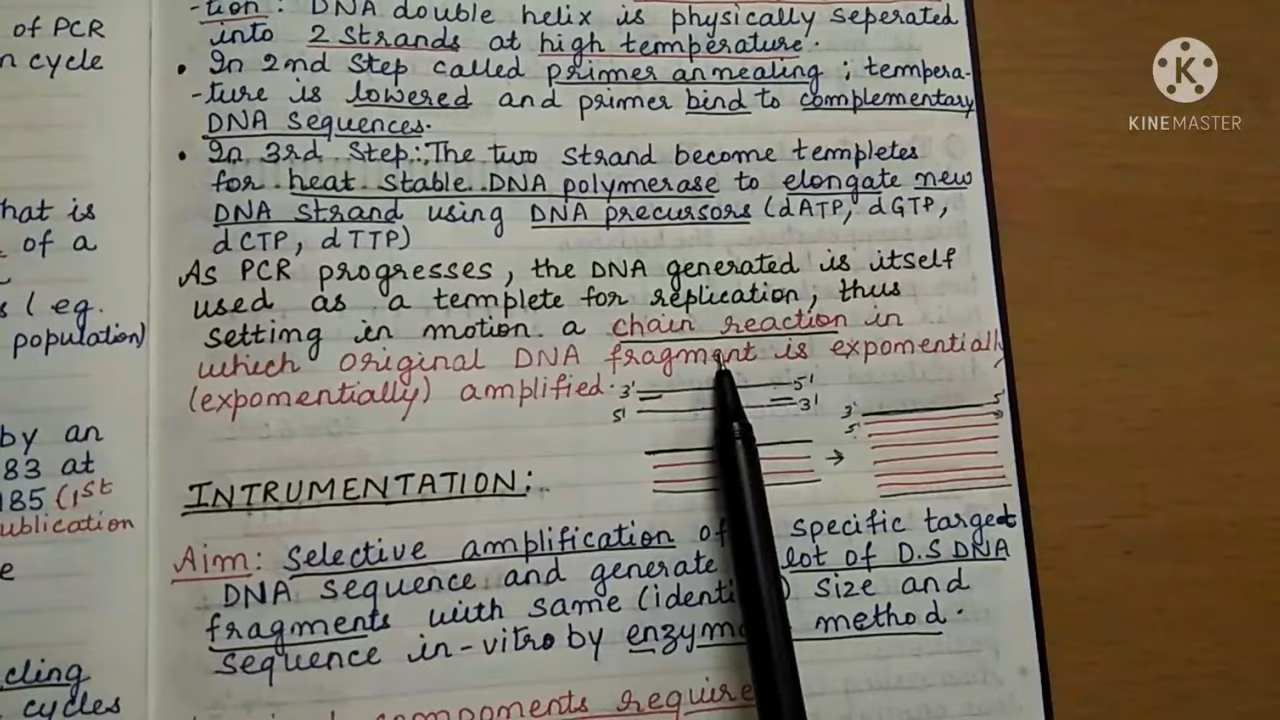 of PCR
n cycle
hat is
of a
s (eg.
population)
by an
83 at
185 (1st
ublication
e
cling
cycles
-tion : DNA double helix is physically seperated
into 2 strands at high temperature.
• In 2nd Step called primer annealing ; tempera-
-ture is lowered and primer bind to complementary
DNA sequences.
• In 3rd Step:, The two strand become templetes
for heat stable DNA polymerase to elongate new
DNA strand using DNA precursors (dATP, dGTP,
dCTP, dTTP)
As PCR progresses, the DNA generated is itself
used as a templete for replication, thus
setting in motion a chain reaction in
which original DNA fragment is expomentially
(expomentially) amplified.
3' 5'
5' 3'
3' 5'
5'
→
INTRUMENTATION:
Aim: Selective amplification of specific target
DNA sequence and generate lot of D.S DNA
fragments with same (identi ) size and
sequence in-vitro by enzym method.
components require
KINEMASTER